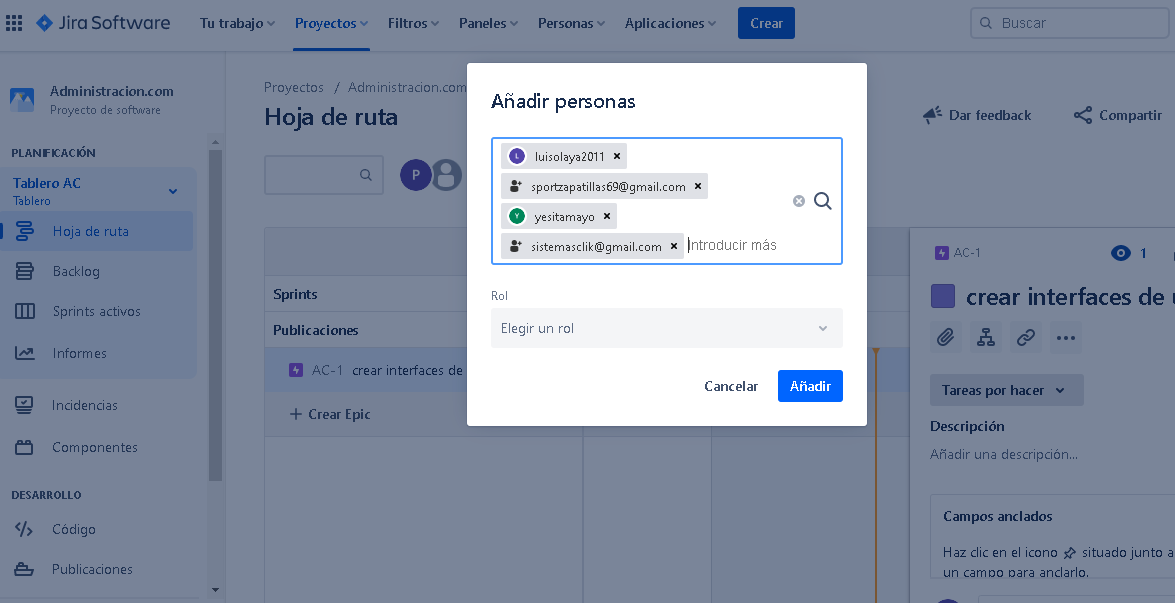 Jira Software Tu trabajo Proyectos Filtros Paneles Personas Aplicaciones Crear Buscar
Administracion.com
Proyecto de software
PLANIFICACIÓN
Tablero AC
Tablero
Hoja de ruta
Backlog
Sprints activos
Informes
Incidencias
Componentes
DESARROLLO
Código
Publicaciones
Proyectos / Administracion.com
Hoja de ruta
P
Dar feedback Compartir
Sprints
Publicaciones
AC-1 crear interfaces de
Crear Epic
Añadir personas
L luisolaya2011
sportzapatillas69@gmail.com
Y yesitamayo
sistemasclik@gmail.com Introducir más
Rol
Elegir un rol
Cancelar Añadir
AC-1 1
crear interfaces de
Tareas por hacer
Descripción
Añadir una descripción...
Campos anclados
Haz clic en el icono situado junto a
un campo para anclarlo.